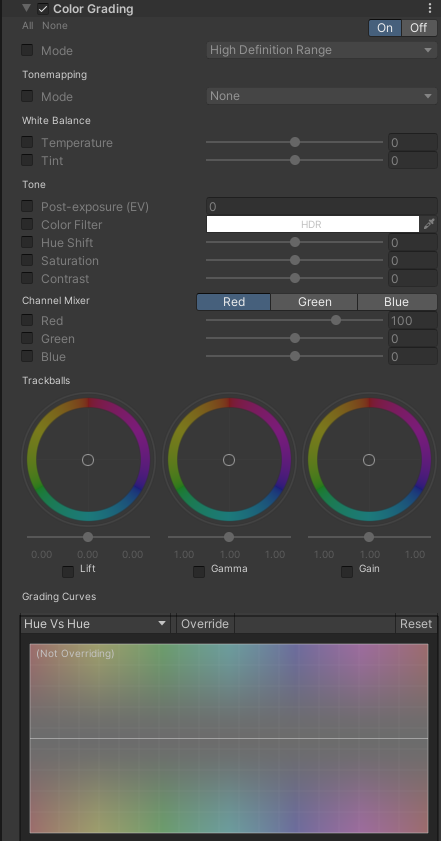 Color Grading
All None
On Off
Mode High Definition Range
Tonemapping
Mode None
White Balance
Temperature 0
Tint 0
Tone
Post-exposure (EV) 0
Color Filter HDR
Hue Shift 0
Saturation 0
Contrast 0
Channel Mixer Red Green Blue
Red 100
Green 0
Blue 0
Trackballs
0.00 0.00 0.00 1.00 1.00 1.00 1.00 1.00 1.00
Lift Gamma Gain
Grading Curves
Hue Vs Hue Override Reset
(Not Overriding)